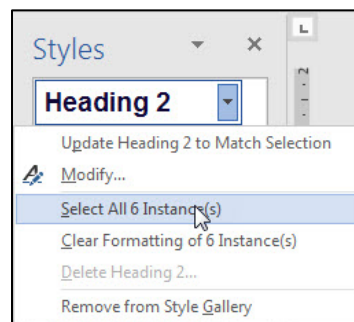 Styles
L
2
Heading 2
Update Heading 2 to Match Selection
Modify...
Select All 6 Instance(s)
Clear Formatting of 6 Instance(s)
Delete Heading 2...
Remove from Style Gallery